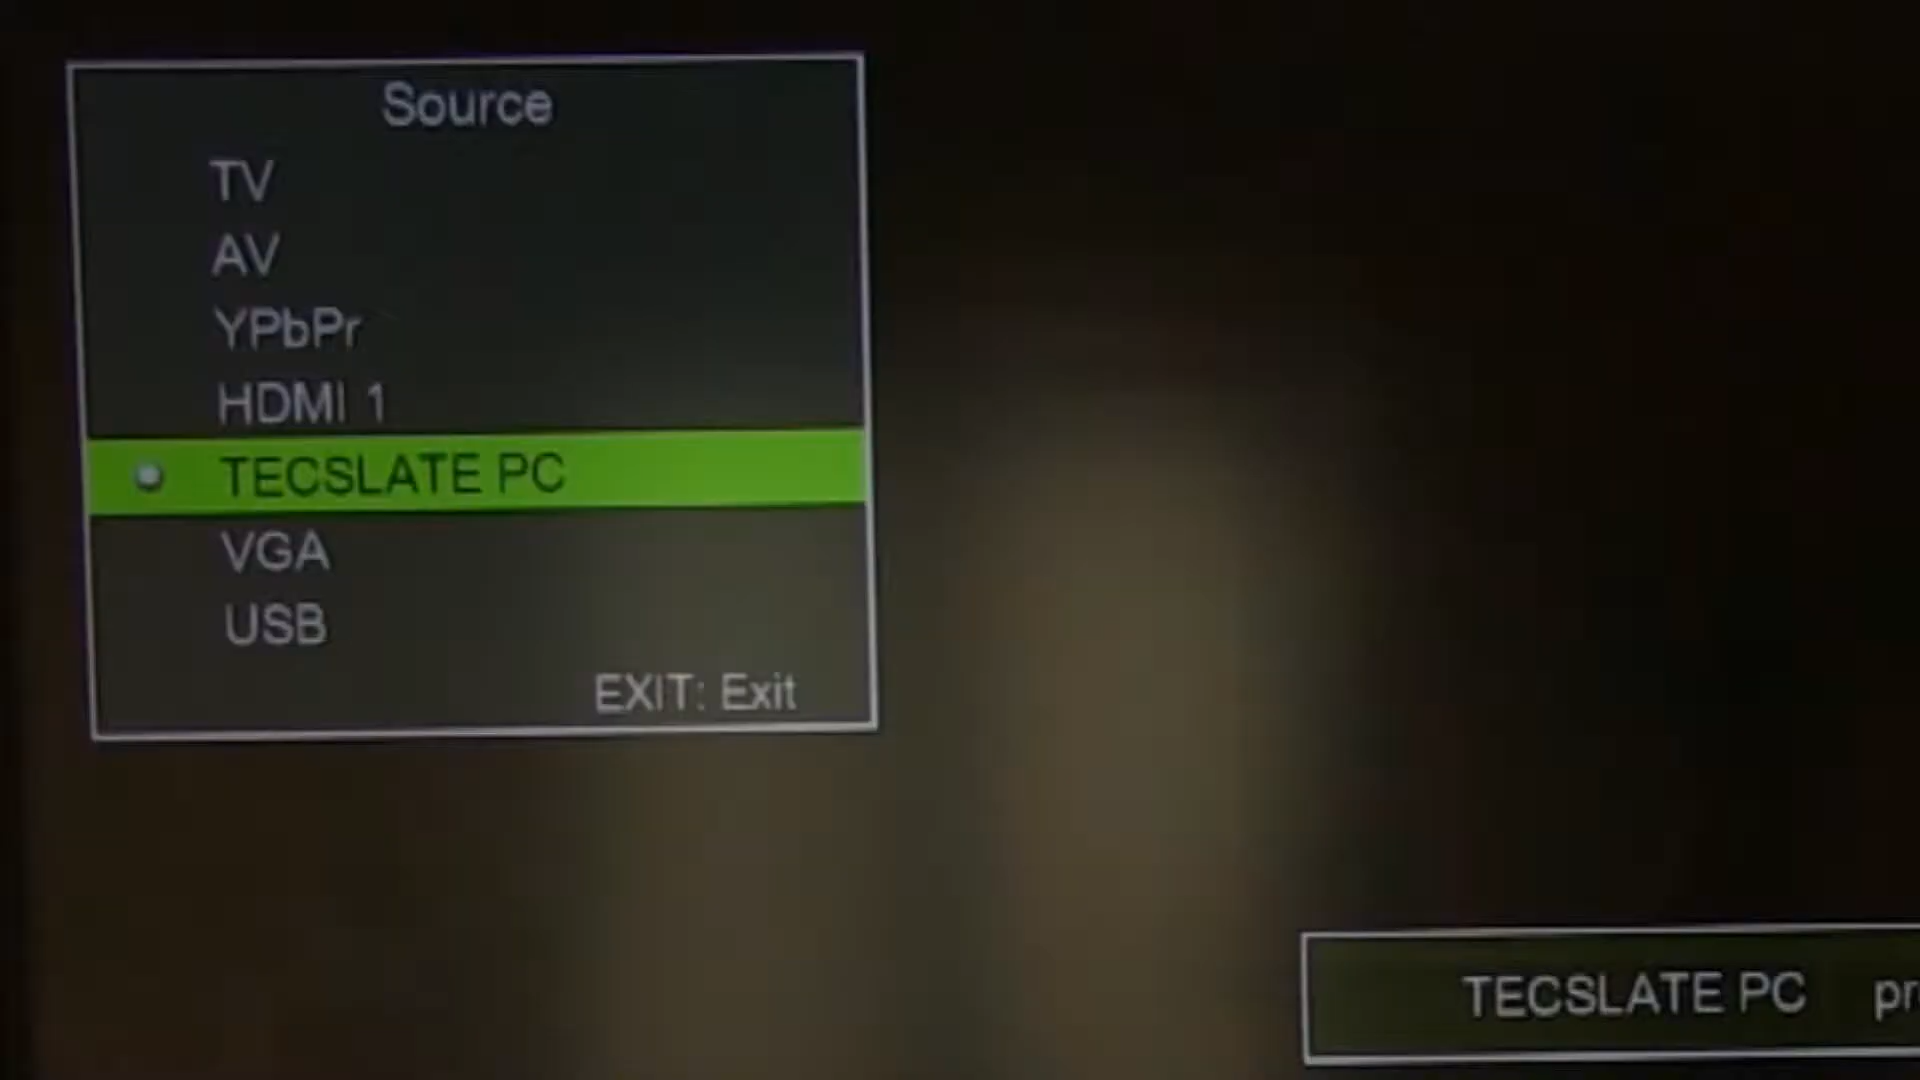 Source
TV
AV
YPbPr
HDMI 1
TECSLATE PC
VGA
USB
EXIT: Exit
TECSLATE PC